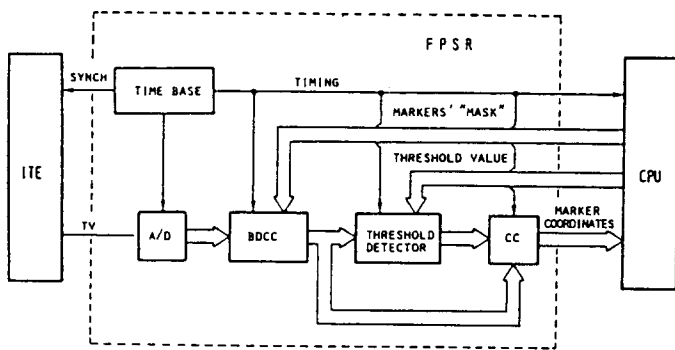 FPSR
SYNCH
TIME BASE
TIMING
MARKERS' "MASK"
THRESHOLD VALUE
ITE
CPU
TV
A/D
BDCC
THRESHOLD
DETECTOR
CC
MARKER
COORDINATES